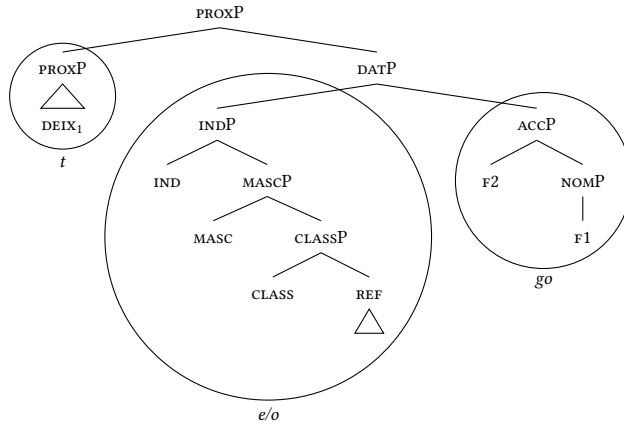 PROXP
PROXP DATP
DEIX₁ INDP ACCP
t
IND MASCP F2 NOMP
MASC CLASSP F1
go
CLASS REF
e/o